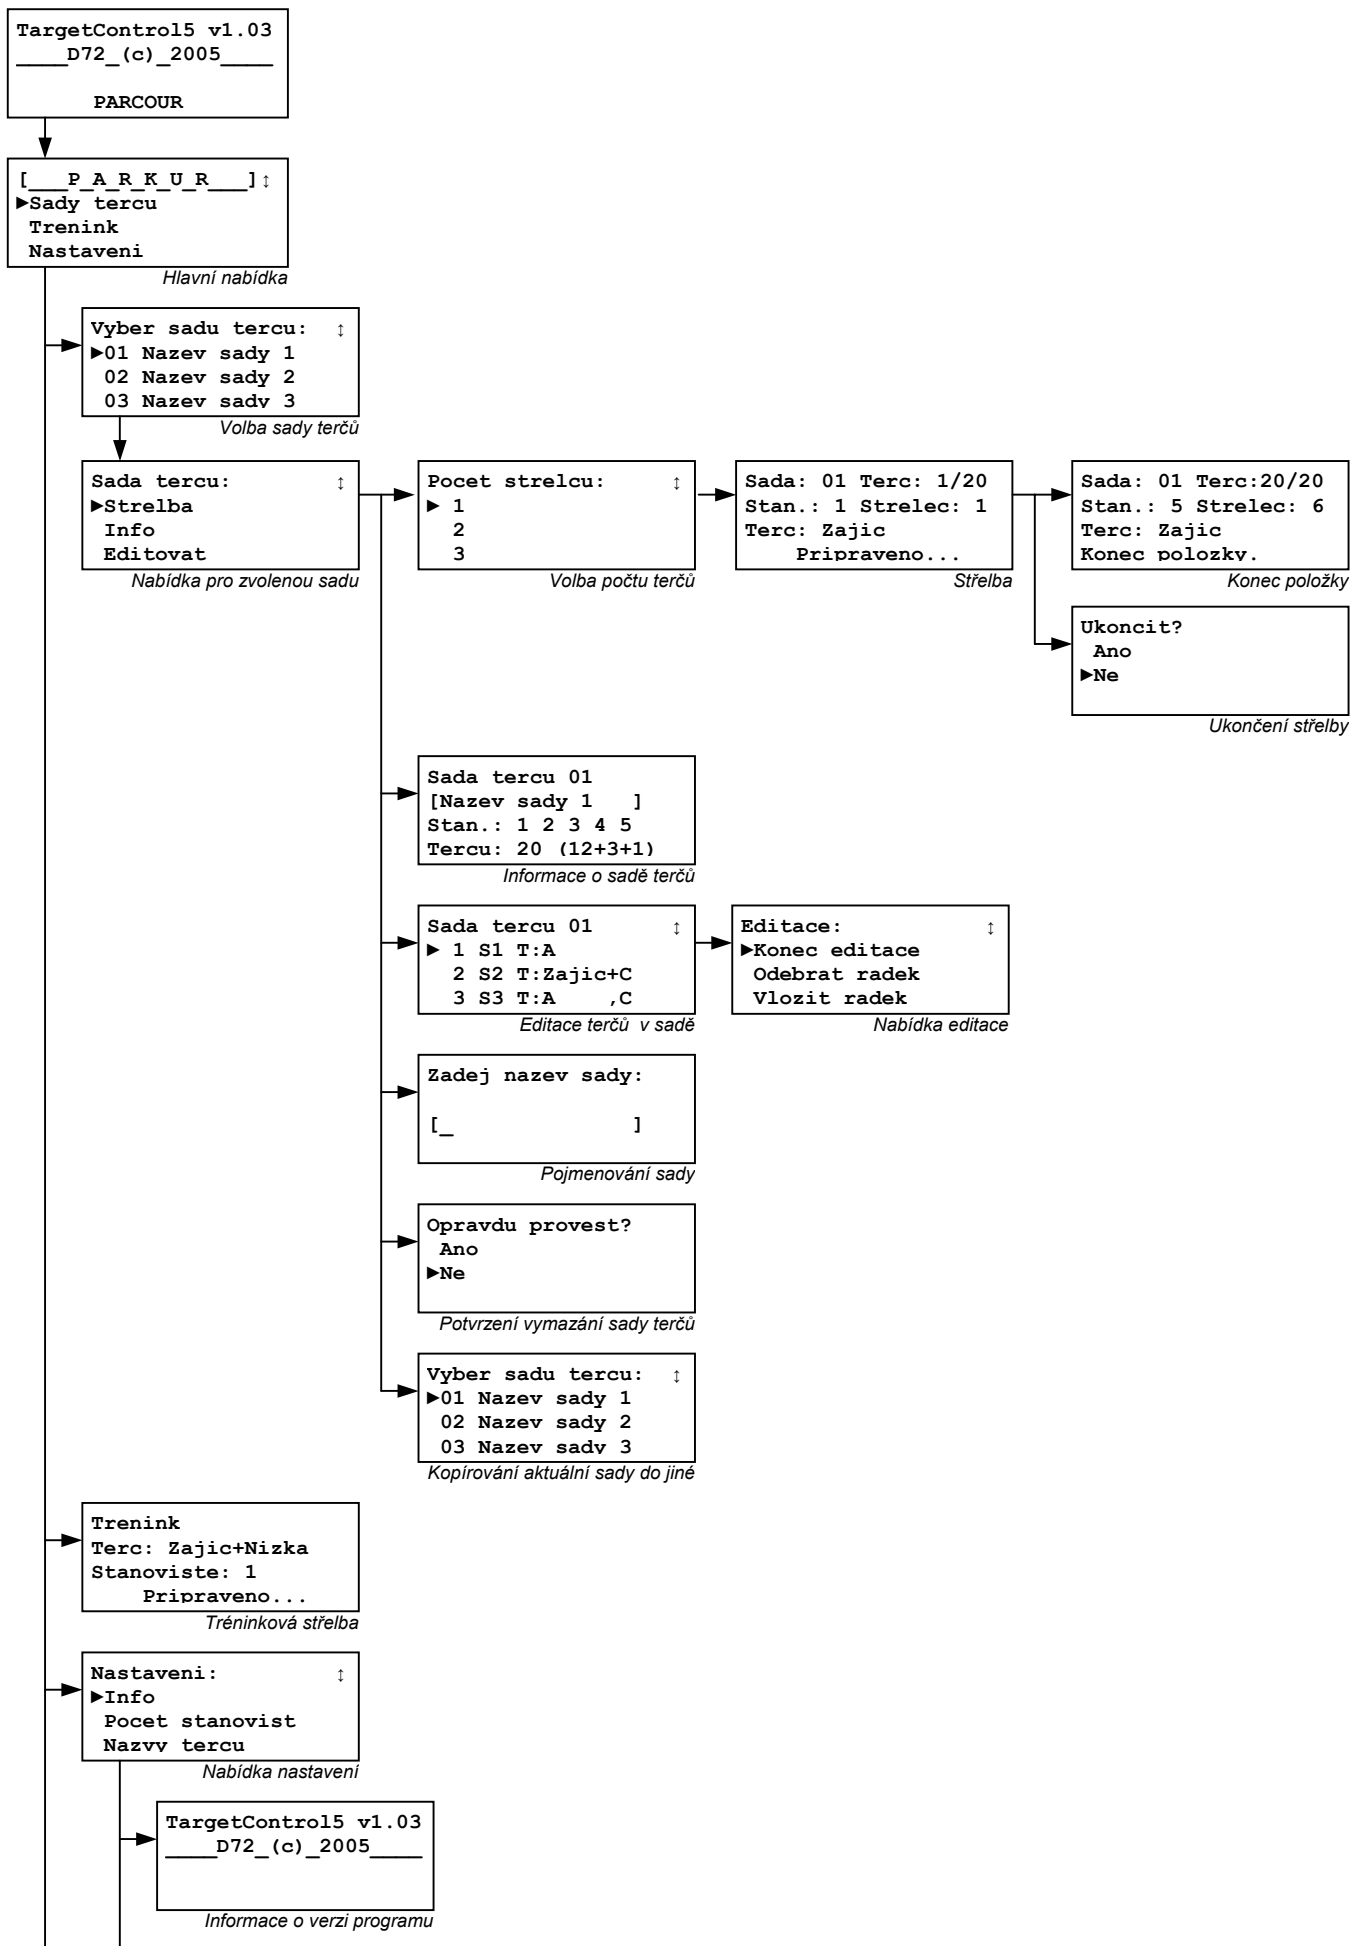 TargetControl5 v1.03
____D72_(c)_2005____
PARCOUR
[___P_A_R_K_U_R___]↕
►Sady tercu
Trenink
Nastaveni
Hlavní nabídka
Vyber sadu tercu: ↕
►01 Nazev sady 1
02 Nazev sady 2
03 Nazev sady 3
Volba sady terčů
Sada tercu: ↕
►Strelba
Info
Editovat
Nabídka pro zvolenou sadu
Pocet strelcu: ↕
► 1
2
3
Volba počtu terčů
Sada: 01 Terc: 1/20
Stan.: 1 Strelec: 1
Terc: Zajic
Pripraveno...
Střelba
Sada: 01 Terc:20/20
Stan.: 5 Strelec: 6
Terc: Zajic
Konec polozky.
Konec položky
Ukoncit?
Ano
►Ne
Ukončení střelby
Sada tercu 01
[Nazev sady 1   ]
Stan.: 1 2 3 4 5
Tercu: 20 (12+3+1)
Informace o sadě terčů
Sada tercu 01 ↕
► 1 S1 T:A
2 S2 T:Zajic+C
3 S3 T:A    ,C
Editace terčů v sadě
Editace: ↕
►Konec editace
Odebrat radek
Vlozit radek
Nabídka editace
Zadej nazev sady:
[_              ]
Pojmenování sady
Opravdu provest?
Ano
►Ne
Potvrzení vymazání sady terčů
Vyber sadu tercu: ↕
►01 Nazev sady 1
02 Nazev sady 2
03 Nazev sady 3
Kopírování aktuální sady do jiné
Trenink
Terc: Zajic+Nizka
Stanoviste: 1
Pripraveno...
Tréninková střelba
Nastaveni: ↕
►Info
Pocet stanovist
Nazvy tercu
Nabídka nastavení
TargetControl5 v1.03
____D72_(c)_2005____
Informace o verzi programu